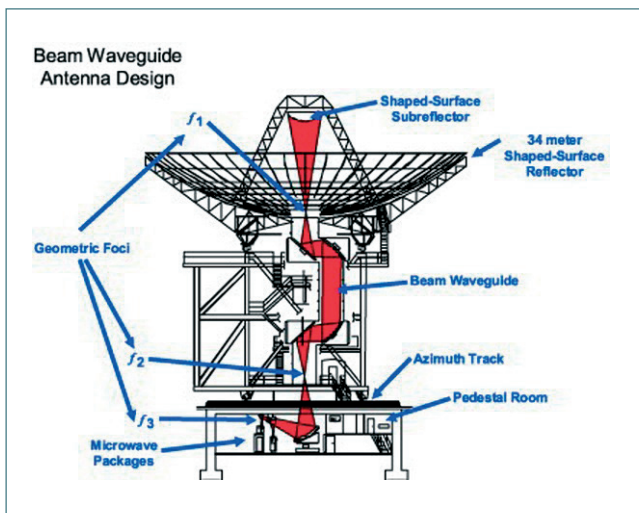 Beam Waveguide
Antenna Design
f1
Shaped-Surface
Subreflector
34 meter
Shaped-Surface
Reflector
Geometric Foci
Beam Waveguide
f2
Azimuth Track
Pedestal Room
f3
Microwave
Packages